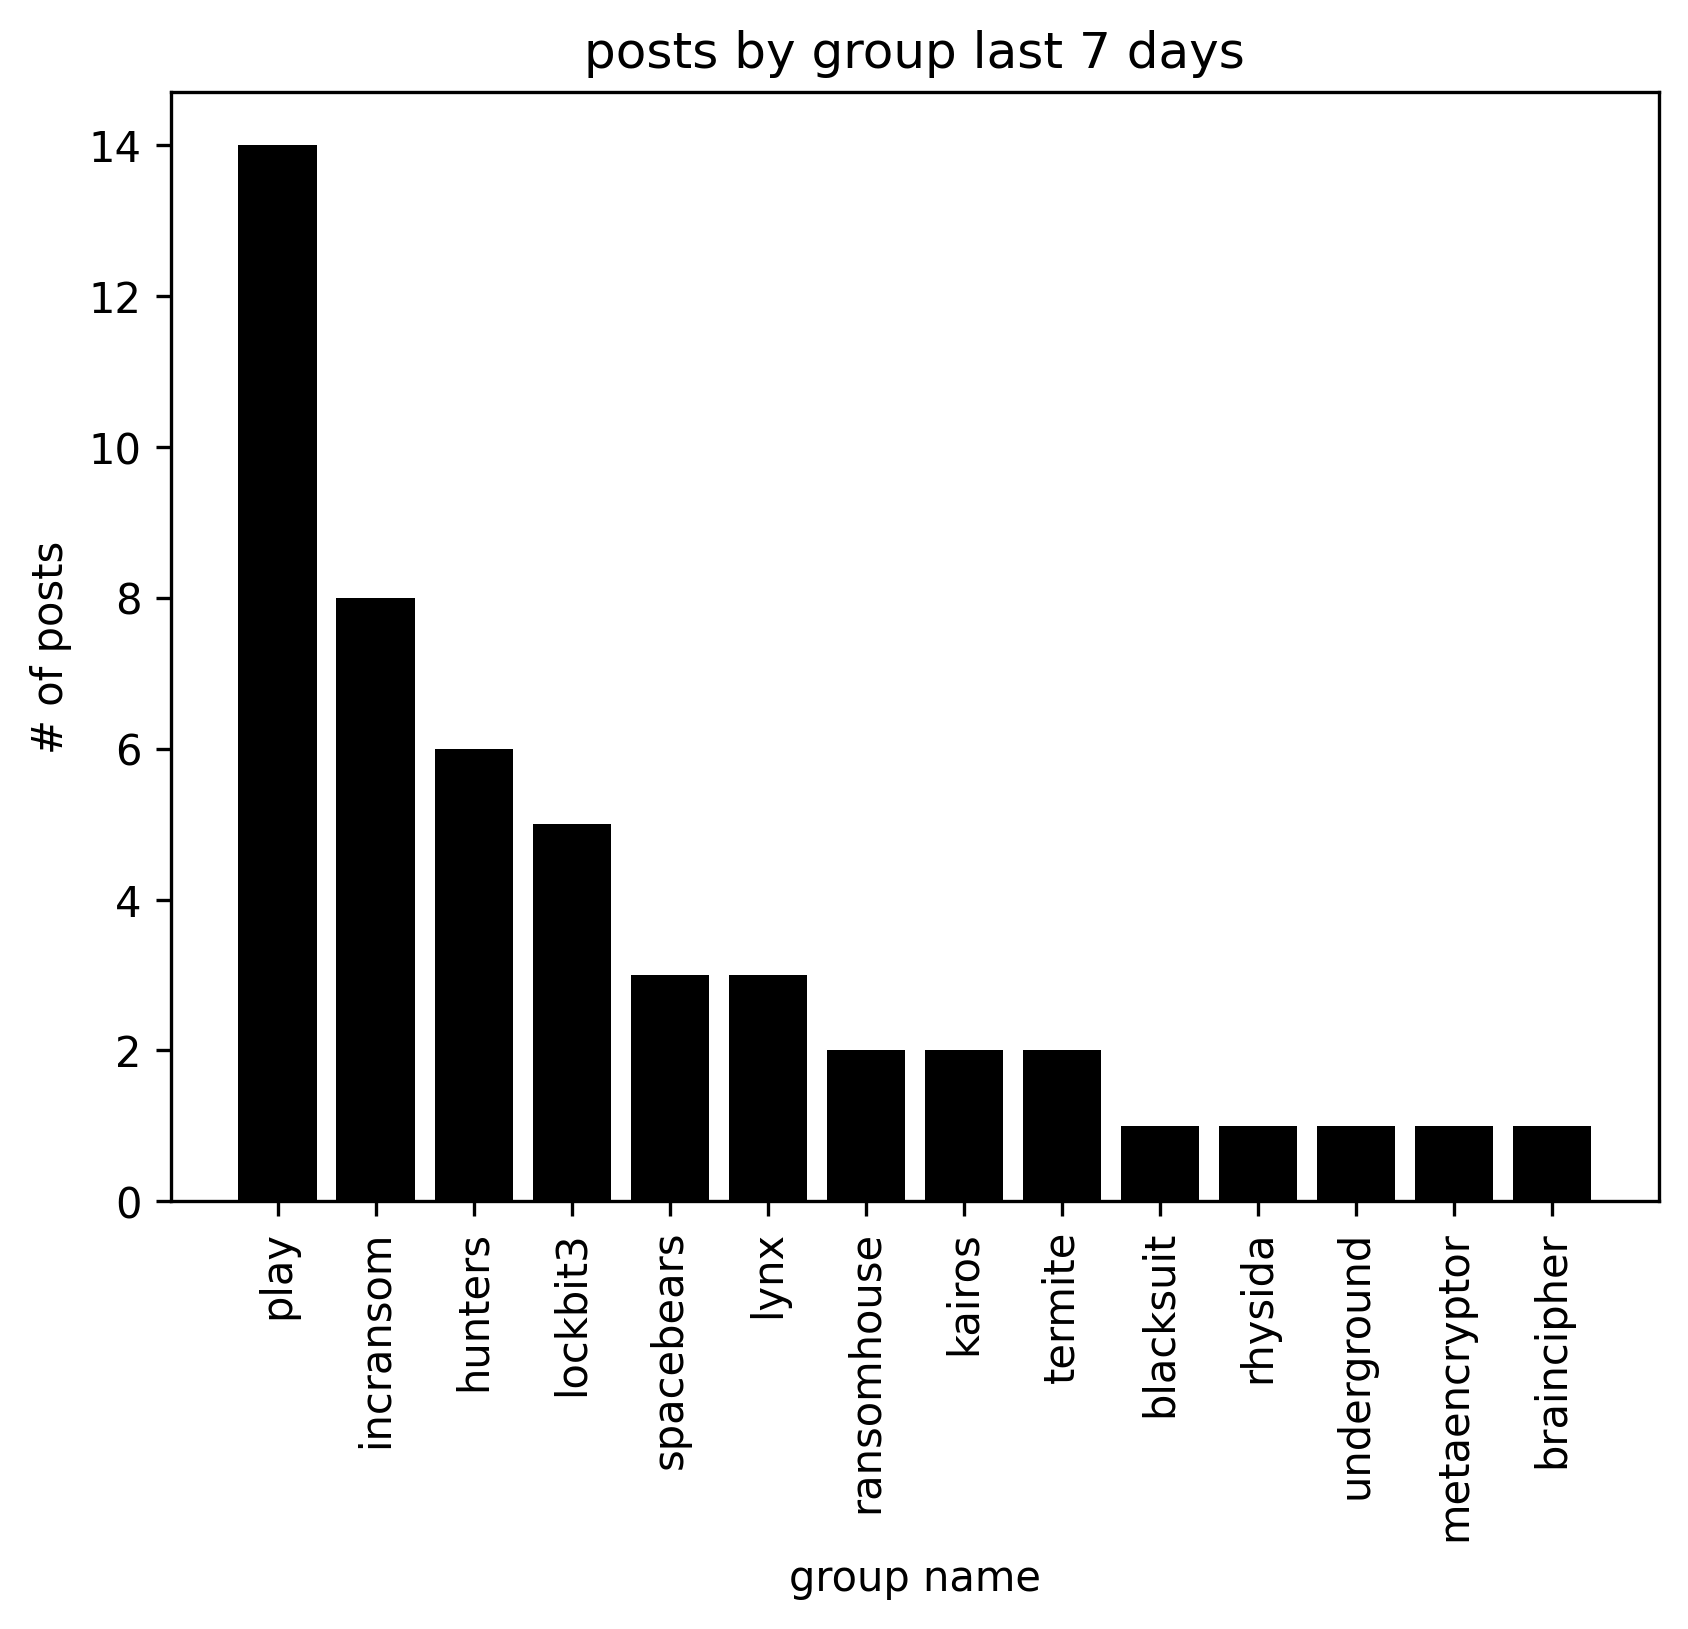 posts by group last 7 days
14
12
10
8
6
4
2
0
# of posts
play
incransom
hunters
lockbit3
spacebears
lynx
ransomhouse
kairos
termite
blacksuit
rhysida
underground
metaencryptor
braincipher
group name